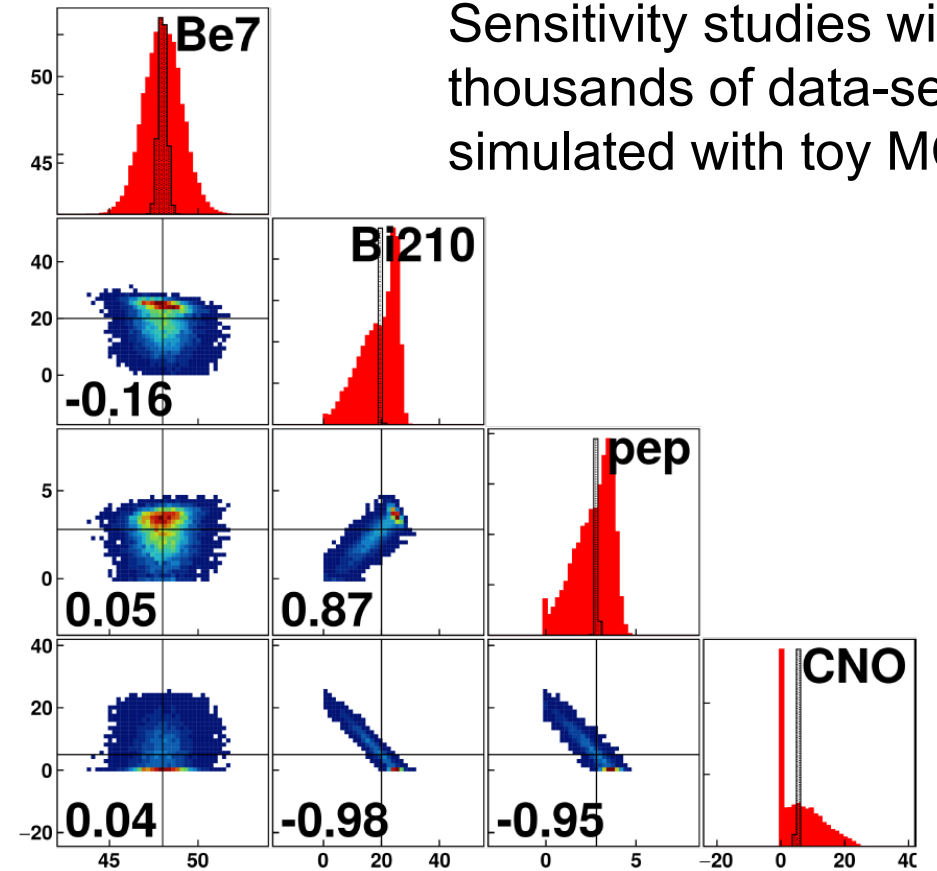 Be7
Sensitivity studies wi
thousands of data-se
simulated with toy MC
50
45
Bi210
40
20
0
-0.16
pep
5
0
0.05
0.87
CNO
40
20
0
−20
0.04
-0.98
-0.95
45 50
0 20 40
0 5
−20 0 20 40